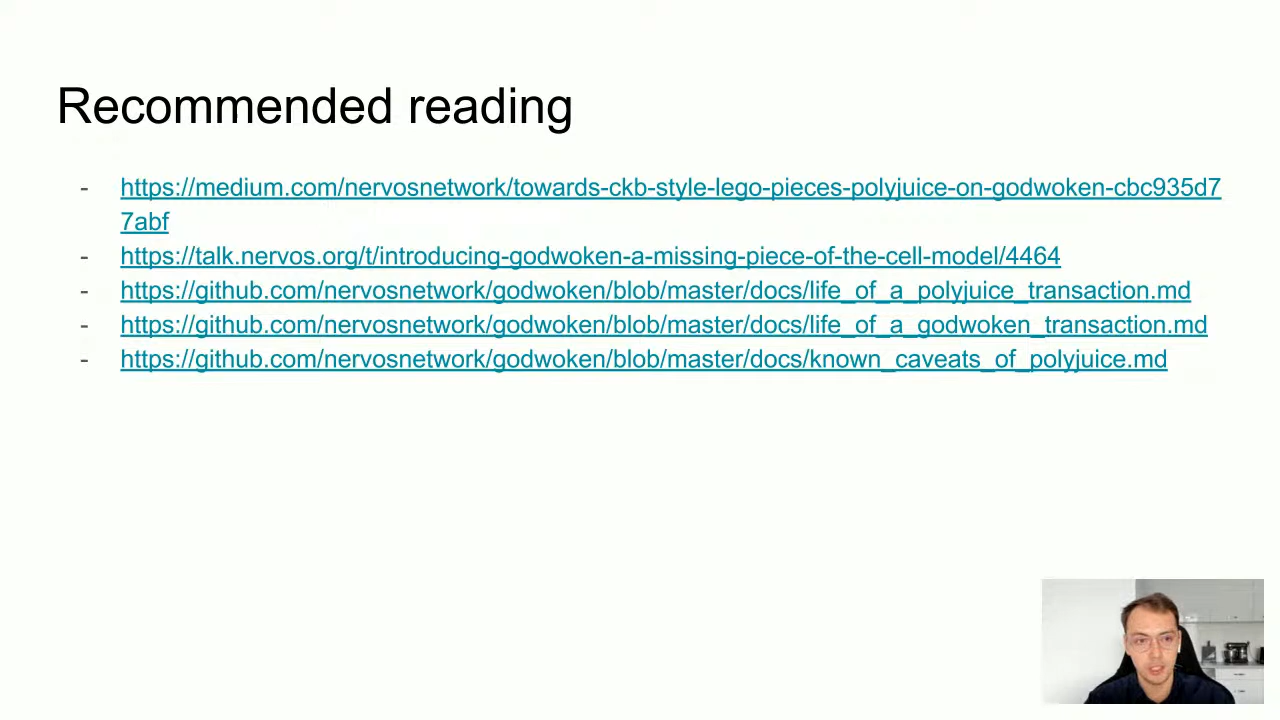 Recommended reading
- https://medium.com/nervosnetwork/towards-ckb-style-lego-pieces-polyjuice-on-godwoken-cbc935d7
7abf
- https://talk.nervos.org/t/introducing-godwoken-a-missing-piece-of-the-cell-model/4464
- https://github.com/nervosnetwork/godwoken/blob/master/docs/life_of_a_polyjuice_transaction.md
- https://github.com/nervosnetwork/godwoken/blob/master/docs/life_of_a_godwoken_transaction.md
- https://github.com/nervosnetwork/godwoken/blob/master/docs/known_caveats_of_polyjuice.md